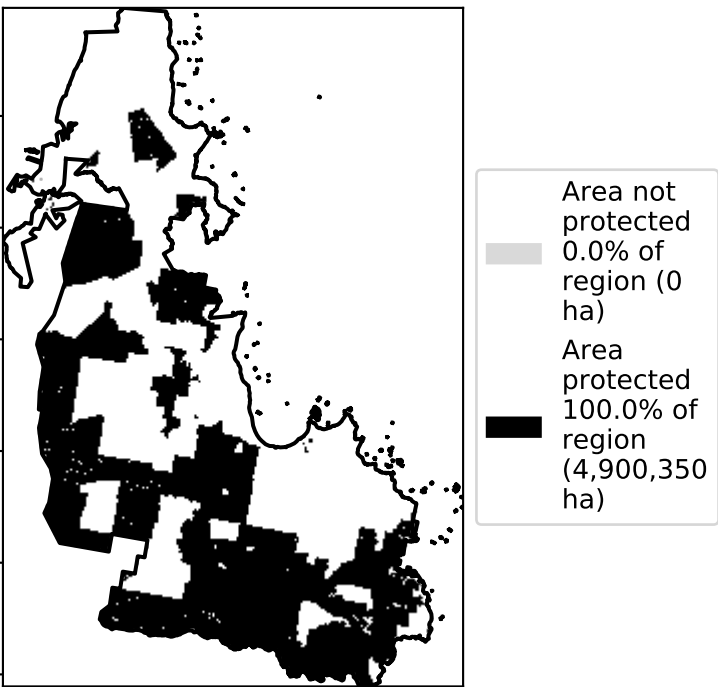 Area not
protected
0.0% of
region (0
ha)
Area
protected
100.0% of
region
(4,900,350
ha)